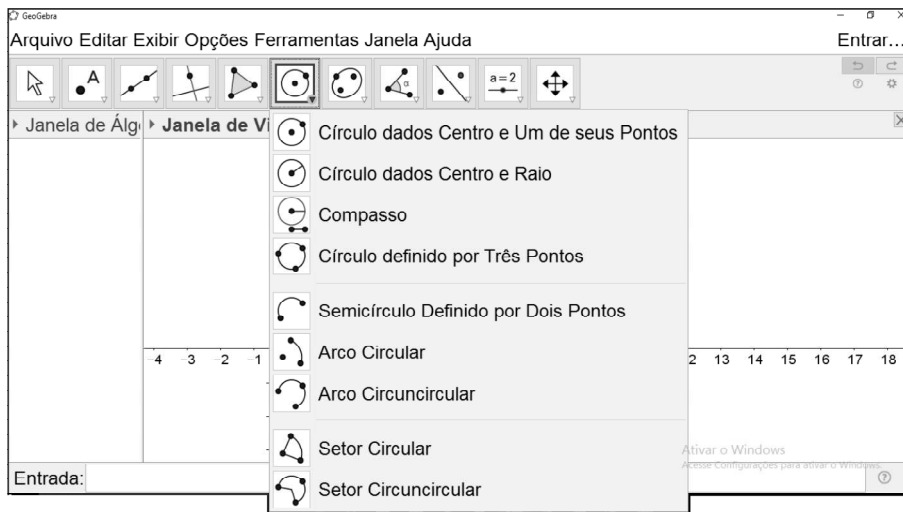 GeoGebra
Arquivo Editar Exibir Opções Ferramentas Janela Ajuda Entrar...
A
α
a=2
Janela de Álg Janela de Vi
Círculo dados Centro e Um de seus Pontos
Círculo dados Centro e Raio
Compasso
Círculo definido por Três Pontos
Semicírculo Definido por Dois Pontos
Arco Circular
-4 -3 -2 -1 2 13 14 15 16 17 18
Arco Circuncircular
Setor Circular
Ativar o Windows
Acesse Configurações para ativar o Windows.
Entrada:
Setor Circuncircular